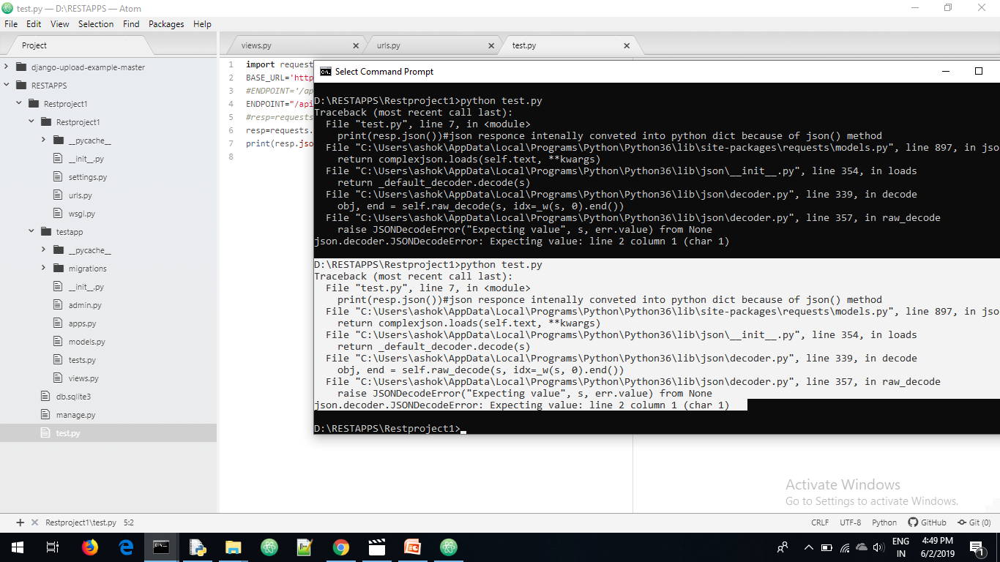 test.py — D:\RESTAPPS — Atom
File Edit View Selection Find Packages Help
Project
views.py
urls.py
test.py
django-upload-example-master
RESTAPPS
Restproject1
Restproject1
__pycache__
__init__.py
settings.py
urls.py
wsgi.py
testapp
__pycache__
migrations
__init__.py
admin.py
apps.py
models.py
tests.py
views.py
db.sqlite3
manage.py
test.py
1 import request
2 BASE_URL='http
3 #ENDPOINT='/ap
4 ENDPOINT="/api
5 #resp=requests
6 resp=requests.
7 print(resp.jso
8
Select Command Prompt
D:\RESTAPPS\Restproject1>python test.py
Traceback (most recent call last):
File "test.py", line 7, in <module>
print(resp.json())#json responce intenally conveted into python dict because of json() method
File "C:\Users\ashok\AppData\Local\Programs\Python\Python36\lib\site-packages\requests\models.py", line 897, in jso
return complexjson.loads(self.text, **kwargs)
File "C:\Users\ashok\AppData\Local\Programs\Python\Python36\lib\json\__init__.py", line 354, in loads
return _default_decoder.decode(s)
File "C:\Users\ashok\AppData\Local\Programs\Python\Python36\lib\json\decoder.py", line 339, in decode
obj, end = self.raw_decode(s, idx=_w(s, 0).end())
File "C:\Users\ashok\AppData\Local\Programs\Python\Python36\lib\json\decoder.py", line 357, in raw_decode
raise JSONDecodeError("Expecting value", s, err.value) from None
json.decoder.JSONDecodeError: Expecting value: line 2 column 1 (char 1)
D:\RESTAPPS\Restproject1>python test.py
Traceback (most recent call last):
File "test.py", line 7, in <module>
print(resp.json())#json responce intenally conveted into python dict because of json() method
File "C:\Users\ashok\AppData\Local\Programs\Python\Python36\lib\site-packages\requests\models.py", line 897, in jso
return complexjson.loads(self.text, **kwargs)
File "C:\Users\ashok\AppData\Local\Programs\Python\Python36\lib\json\__init__.py", line 354, in loads
return _default_decoder.decode(s)
File "C:\Users\ashok\AppData\Local\Programs\Python\Python36\lib\json\decoder.py", line 339, in decode
obj, end = self.raw_decode(s, idx=_w(s, 0).end())
File "C:\Users\ashok\AppData\Local\Programs\Python\Python36\lib\json\decoder.py", line 357, in raw_decode
raise JSONDecodeError("Expecting value", s, err.value) from None
json.decoder.JSONDecodeError: Expecting value: line 2 column 1 (char 1)
D:\RESTAPPS\Restproject1>
Activate Windows
Go to Settings to activate Windows.
Restproject1\test.py 5:2
CRLF UTF-8 Python GitHub Git (0)
ENG
IN
4:49 PM
6/2/2019
1